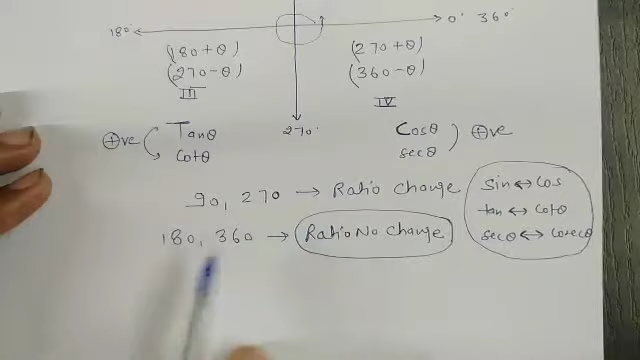 180° 0° 360°
(180+θ) (270+θ)
(270-θ) (360-θ)
III IV
270°
⊕ve Tanθ Cosθ ⊕ve
Cotθ secθ
90, 270 → Ratio Change
180, 360 → Ratio No Change
sin ↔ Cos
tan ↔ Cotθ
secθ ↔ Cosecθ